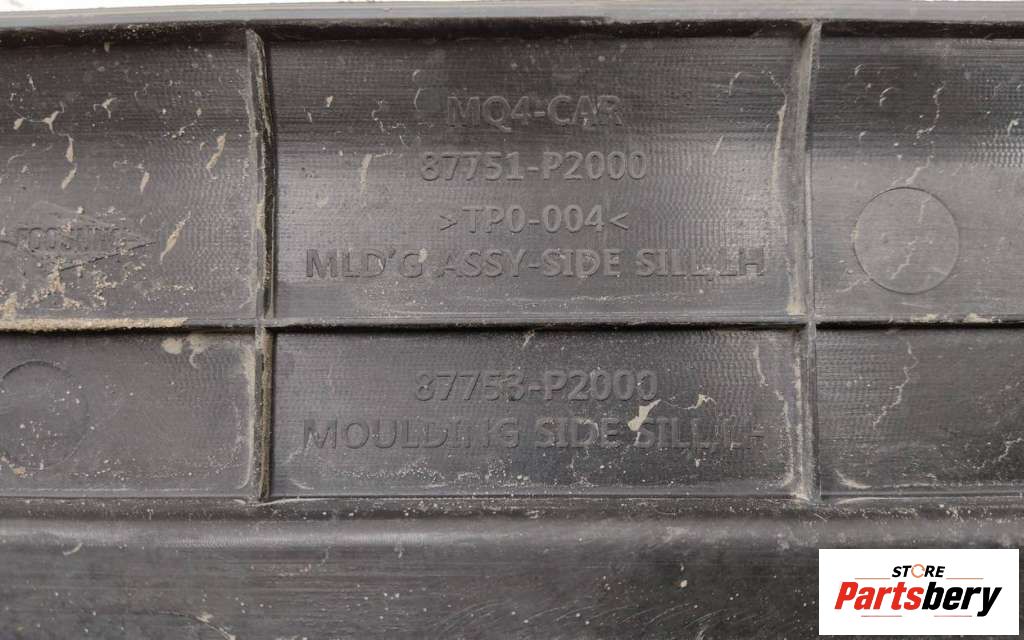 MQ4-CAR
87751-P2000
>TP0-004<
MLD'G ASSY-SIDE SILL,LH
87753-P2000
MOULDING SIDE SILL,LH
STORE
Partsbery